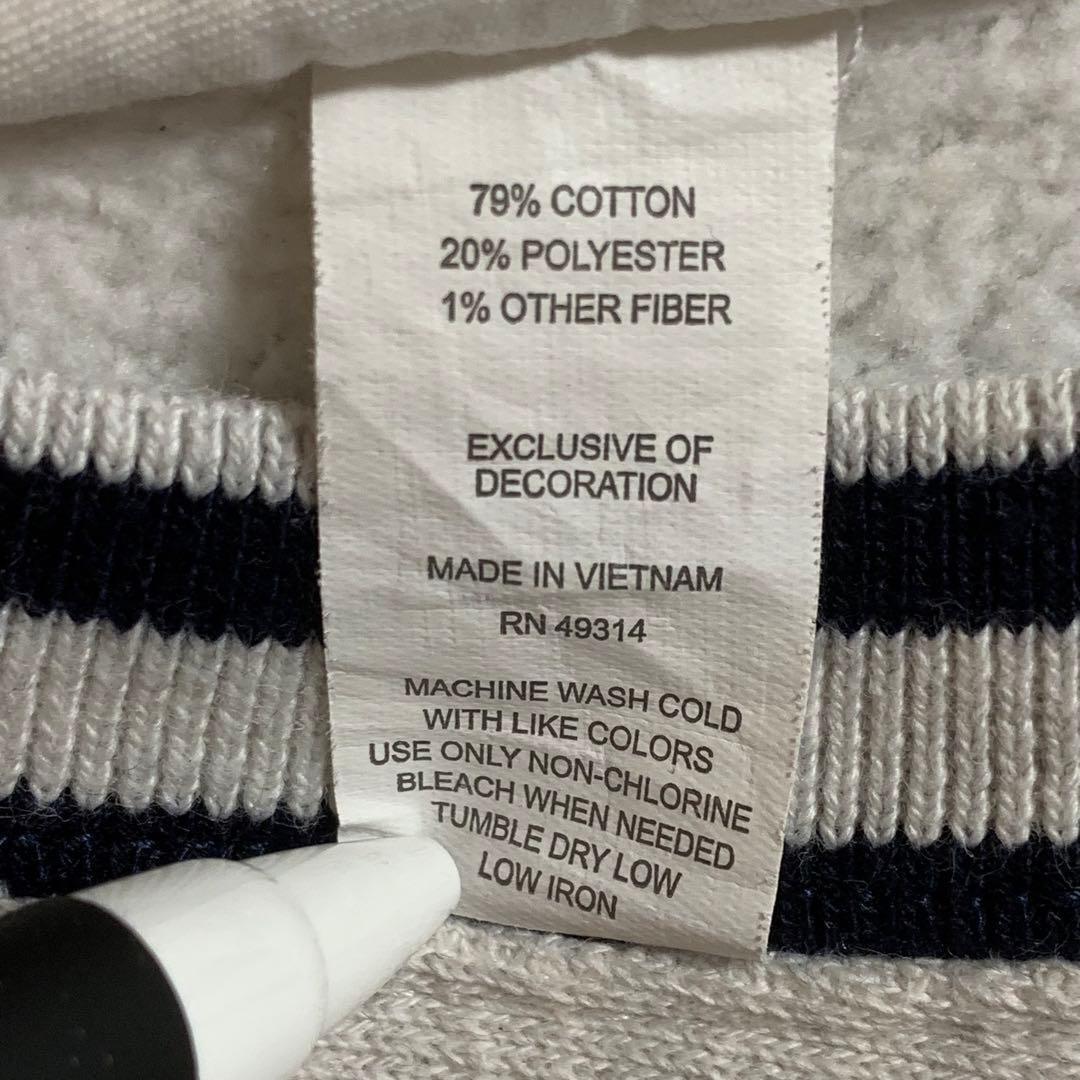 79% COTTON
20% POLYESTER
1% OTHER FIBER
EXCLUSIVE OF
DECORATION
MADE IN VIETNAM
RN 49314
MACHINE WASH COLD
WITH LIKE COLORS
USE ONLY NON-CHLORINE
BLEACH WHEN NEEDED
TUMBLE DRY LOW
LOW IRON